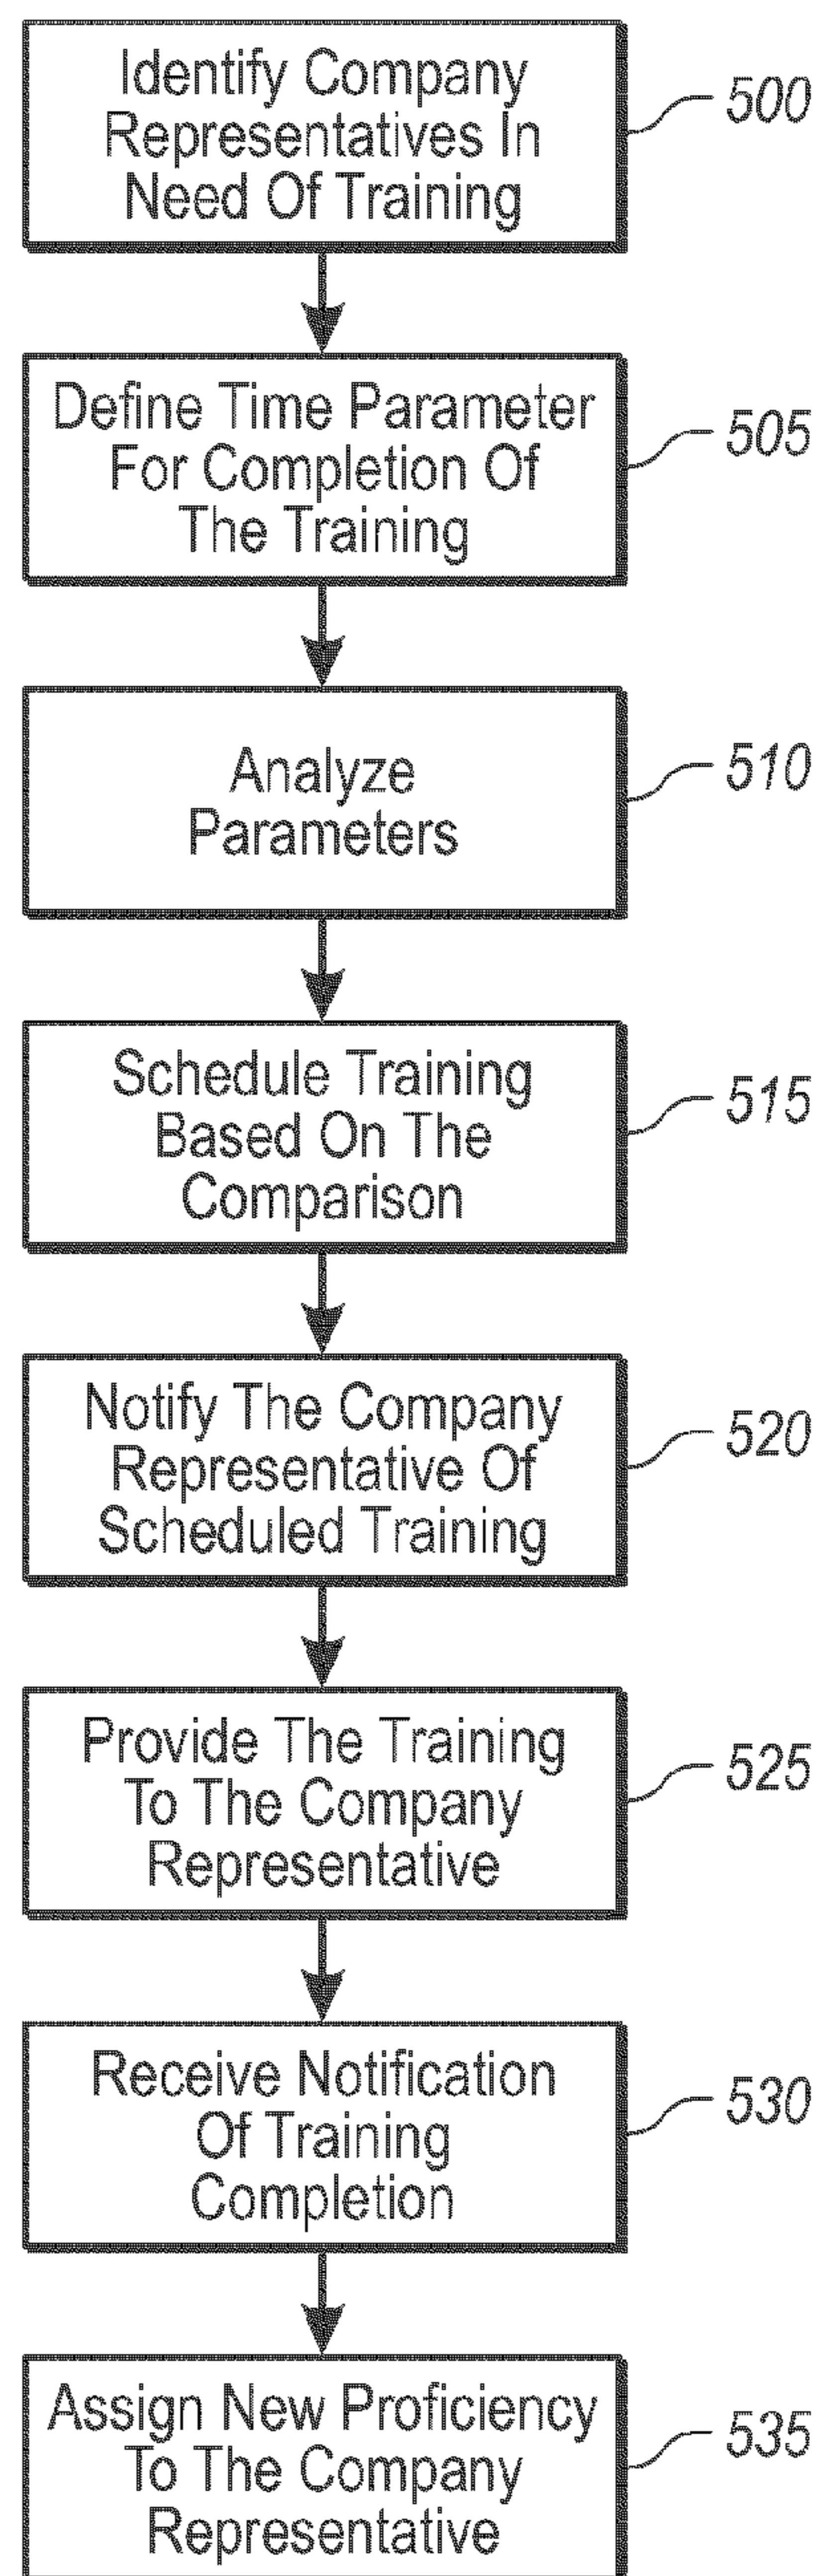 Identify Company
Representatives In
Need Of Training
500
Define Time Parameter
For Completion Of
The Training
505
Analyze
Parameters
510
Schedule Training
Based On The
Comparison
515
Notify The Company
Representative Of
Scheduled Training
520
Provide The Training
To The Company
Representative
525
Receive Notification
Of Training
Completion
530
Assign New Proficiency
To The Company
Representative
535